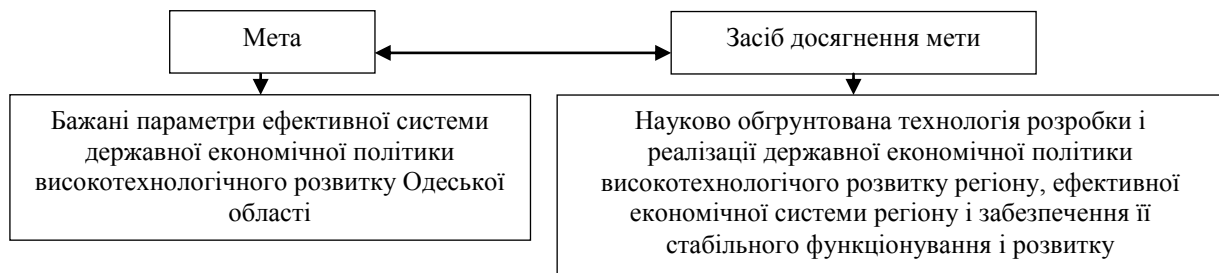 Мета
Засіб досягнення мети
Бажані параметри ефективної системи
державної економічної політики
високотехнологічного розвитку Одеської
області
Науково обгрунтована технологія розробки і
реалізації державної економічної політики
високотехнологічого розвитку регіону, ефективної
економічної системи регіону і забезпечення її
стабільного функціонування і розвитку